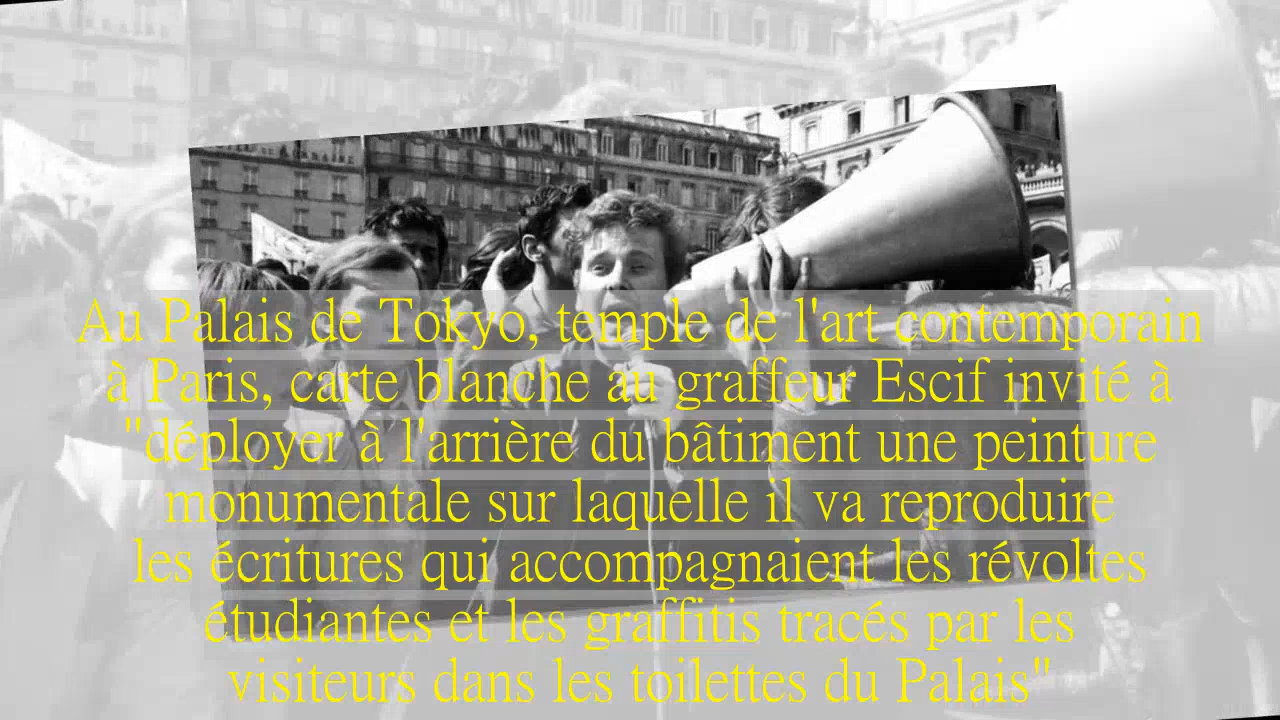 Au Palais de Tokyo, temple de l'art contemporain
à Paris, carte blanche au graffeur Escif invité à
"déployer à l'arrière du bâtiment une peinture
monumentale sur laquelle il va reproduire
les écritures qui accompagnaient les révoltes
étudiantes et les graffitis tracés par les
visiteurs dans les toilettes du Palais"